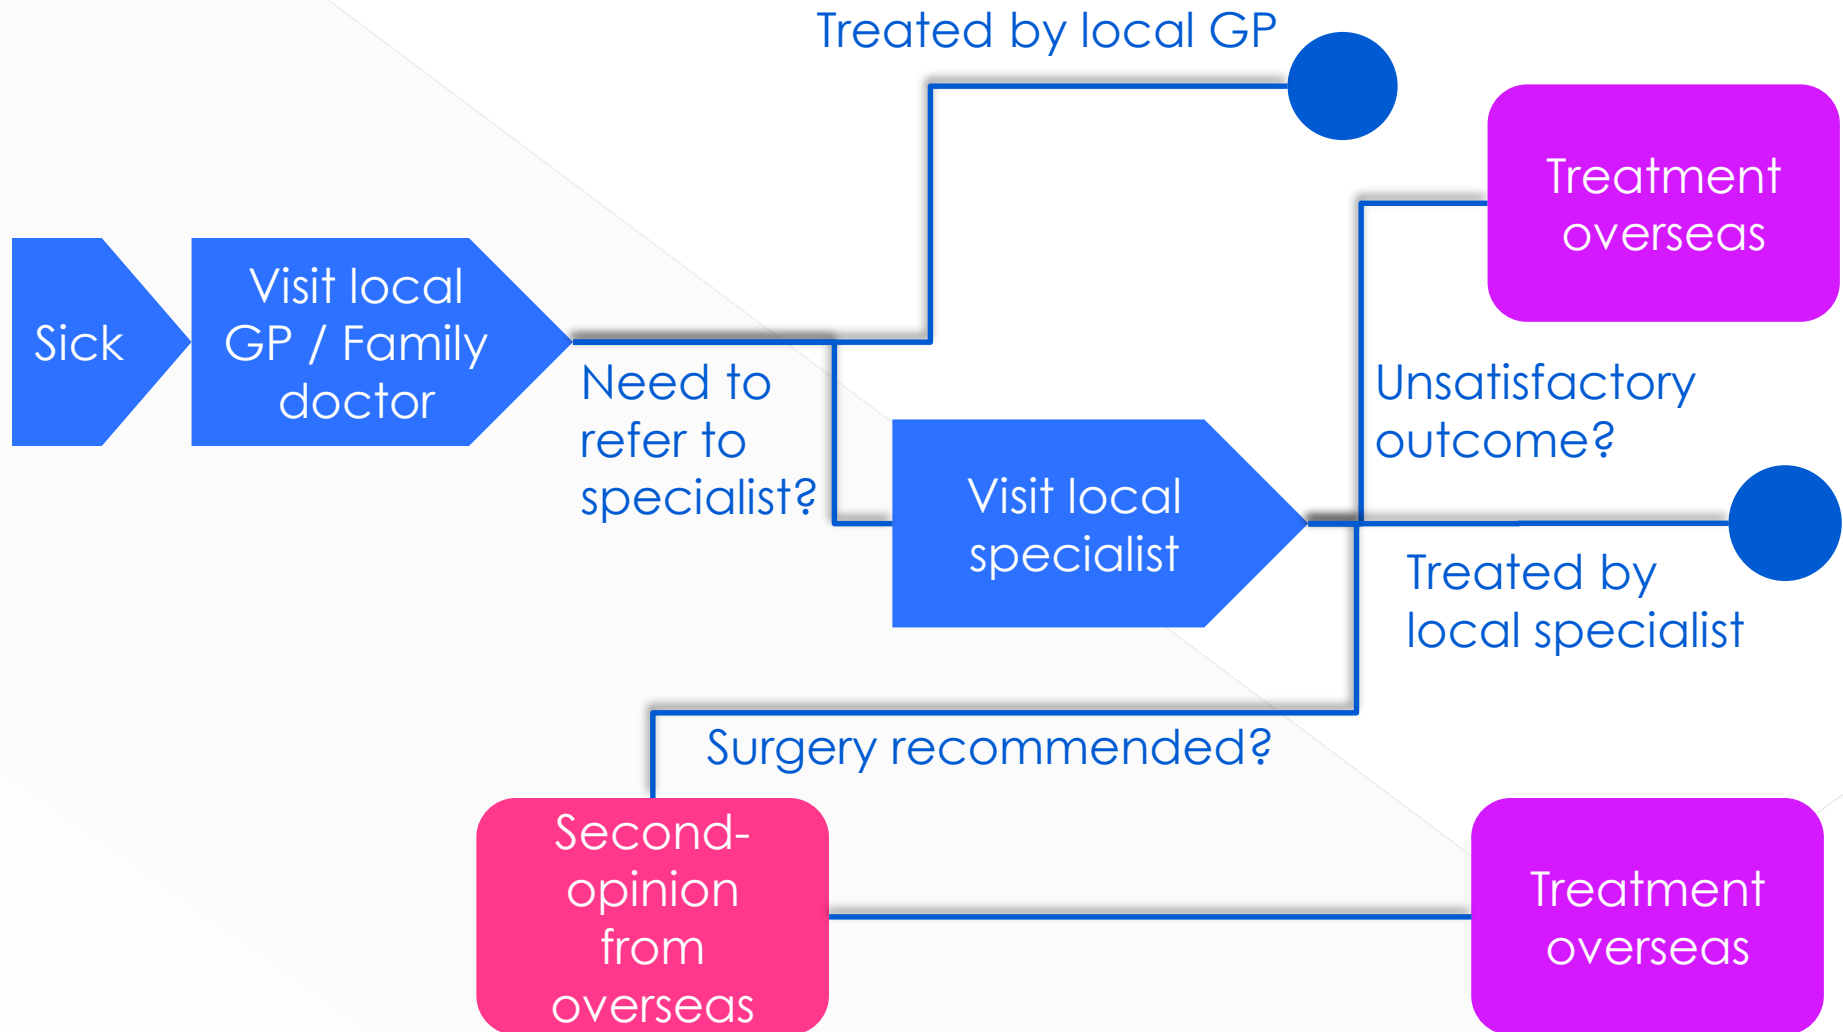 Treated by local GP
Treatment
overseas
Sick
Visit local
GP / Family
doctor
Need to
refer to
specialist?
Unsatisfactory
outcome?
Visit local
specialist
Treated by
local specialist
Surgery recommended?
Second-
opinion
from
overseas
Treatment
overseas